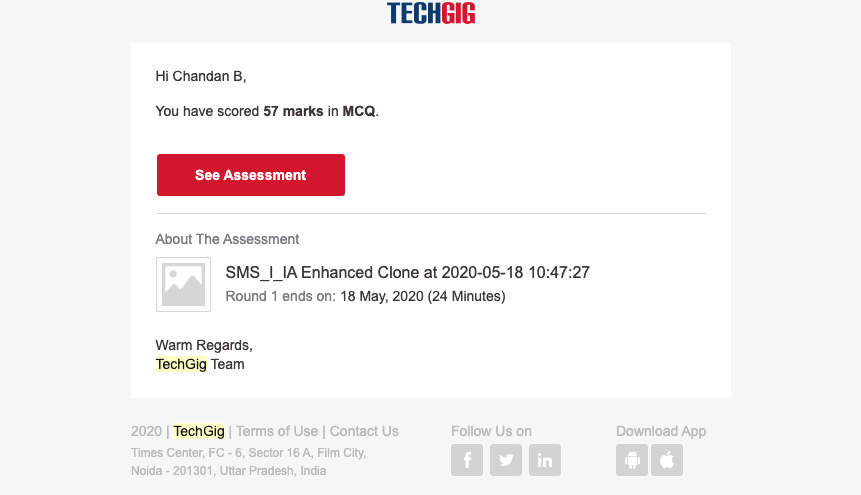 TECHGIG
Hi Chandan B,
You have scored 57 marks in MCQ.
See Assessment
About The Assessment
SMS_I_IA Enhanced Clone at 2020-05-18 10:47:27
Round 1 ends on: 18 May, 2020 (24 Minutes)
Warm Regards,
TechGig Team
2020 | TechGig | Terms of Use | Contact Us
Times Center, FC - 6, Sector 16 A, Film City,
Noida - 201301, Uttar Pradesh, India
Follow Us on
Download App